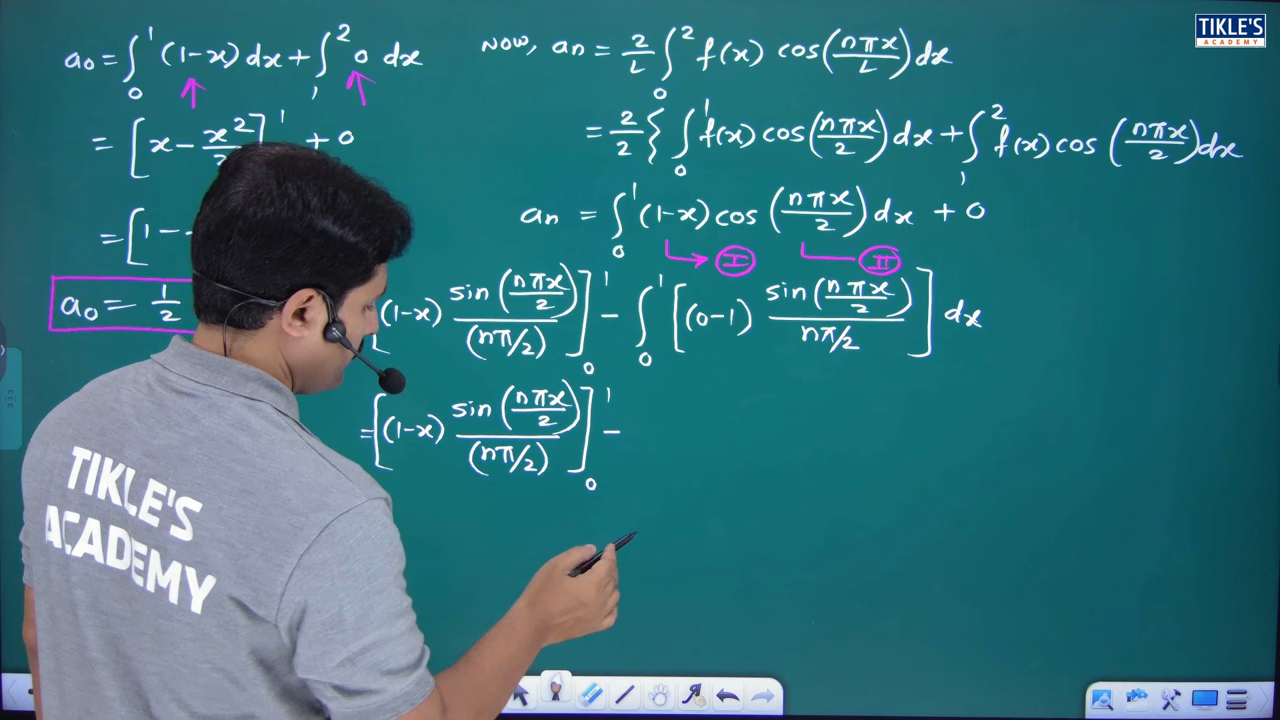 TIKLE'S
ACADEMY
a₀ = ∫₀¹ (1-x) dx + ∫₁² 0 dx
= [x - x²/2]¹ + 0
= [1 -
a₀ = 1/2
Now, an = 2/L ∫₀² f(x) cos(nπx/L) dx
= 2/2 { ∫₀¹ f(x) cos(nπx/2) dx + ∫₁² f(x) cos(nπx/2) dx
an = ∫₀¹ (1-x) cos(nπx/2) dx + 0
I II
[(1-x) sin(nπx/2)/(nπ/2)]₀¹ - ∫₀¹ [(0-1) sin(nπx/2)/nπ/2] dx
= [(1-x) sin(nπx/2)/(nπ/2)]₀¹ -
TIKLE'S
ACADEMY